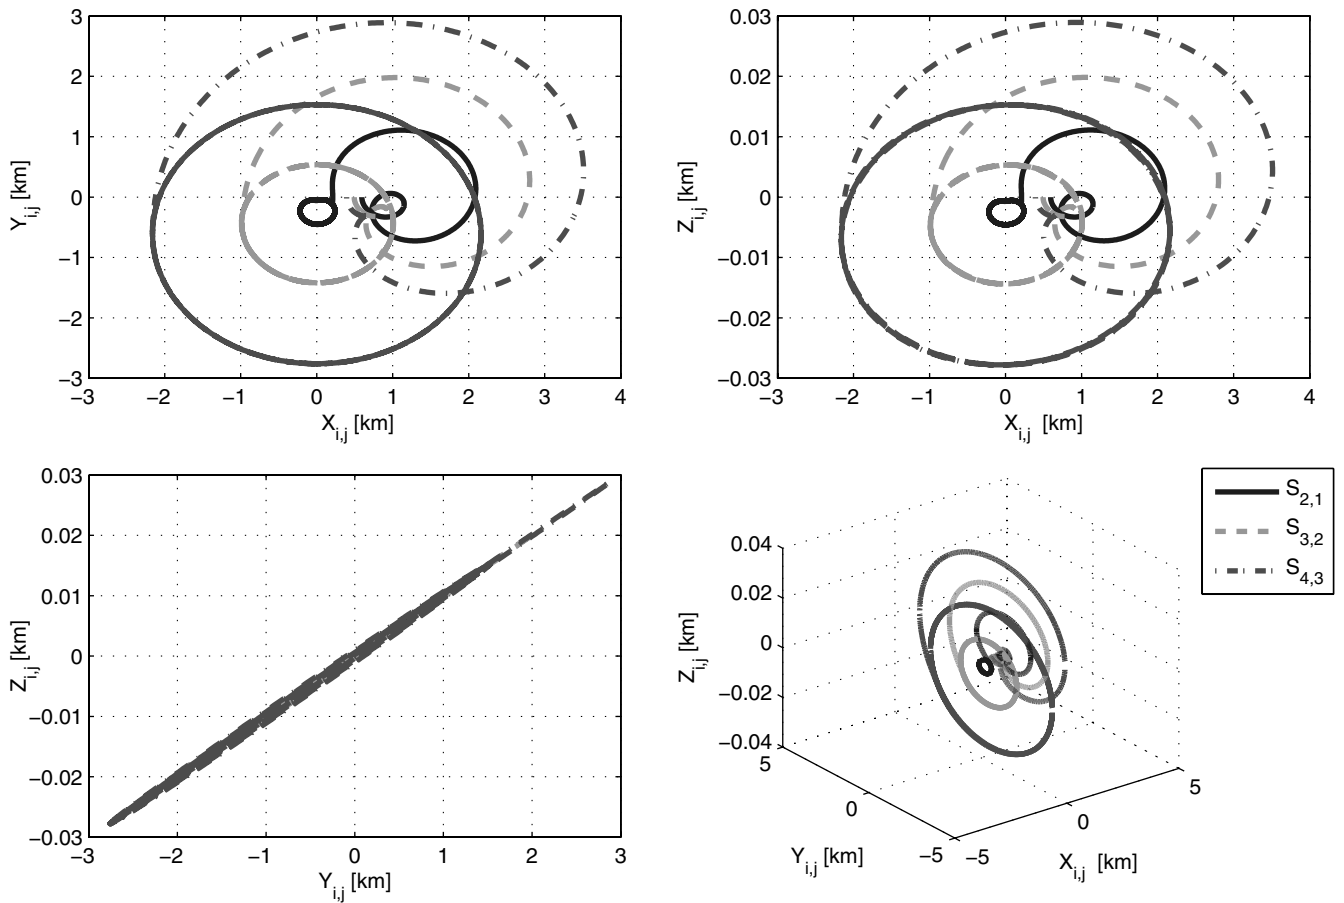 3
2
1
0
−1
−2
−3
−3 −2 −1 0 1 2 3 4
Y_{i,j} [km]
X_{i,j} [km]
0.03
0.02
0.01
0
−0.01
−0.02
−0.03
−3 −2 −1 0 1 2 3 4
Z_{i,j} [km]
X_{i,j} [km]
0.03
0.02
0.01
0
−0.01
−0.02
−0.03
−3 −2 −1 0 1 2 3
Z_{i,j} [km]
Y_{i,j} [km]
S_{2,1}
S_{3,2}
S_{4,3}
0.04
0.02
0
−0.02
−0.04
Z_{i,j} [km]
5
0
−5
Y_{i,j} [km]
−5
0
5
X_{i,j} [km]